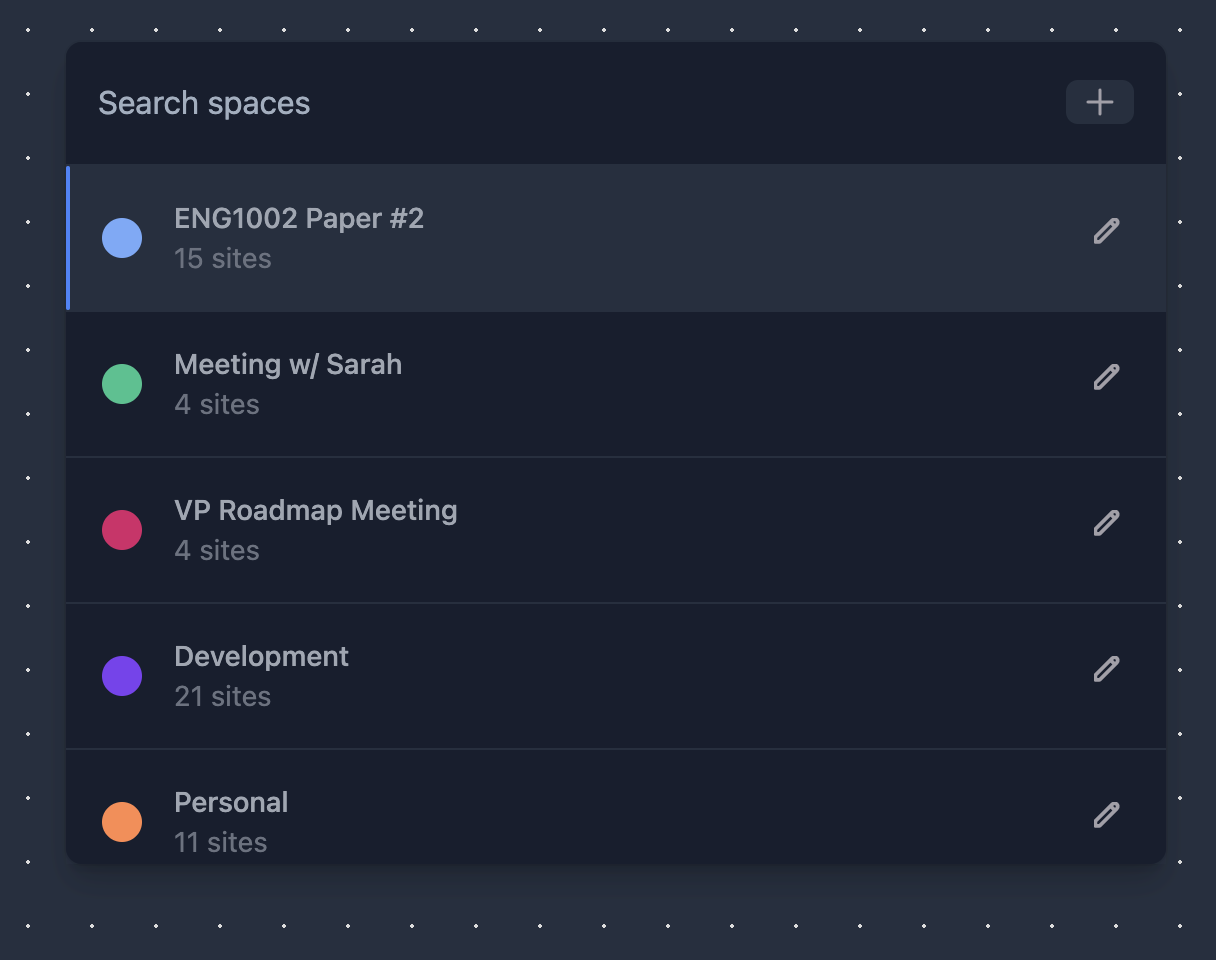 Search spaces
ENG1002 Paper #2
15 sites
Meeting w/ Sarah
4 sites
VP Roadmap Meeting
4 sites
Development
21 sites
Personal
11 sites